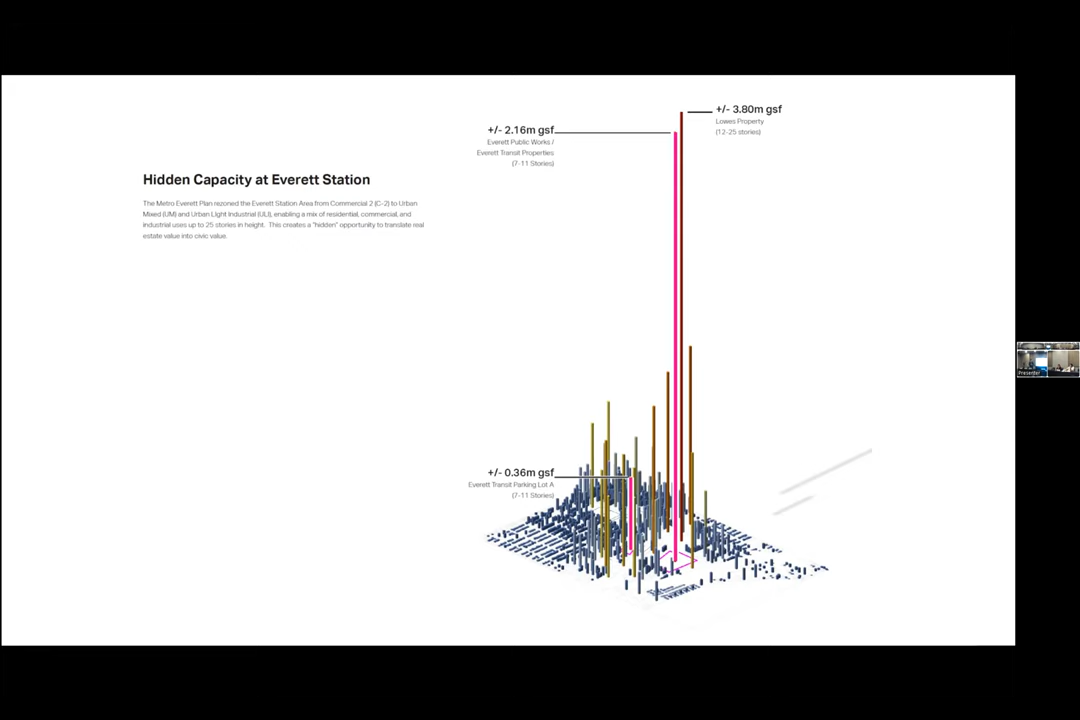 +/- 3.80m gsf
Lowes Property
(12-25 stories)
+/- 2.16m gsf
Everett Public Works /
Everett Transit Properties
(7-11 Stories)
Hidden Capacity at Everett Station
The Metro Everett Plan rezoned the Everett Station Area from Commercial 2 (C-2) to Urban
Mixed (UM) and Urban Light Industrial (ULI), enabling a mix of residential, commercial, and
industrial uses up to 25 stories in height. This creates a "hidden" opportunity to translate real
estate value into civic value.
Presenter
+/- 0.36m gsf
Everett Transit Parking Lot A
(7-11 Stories)